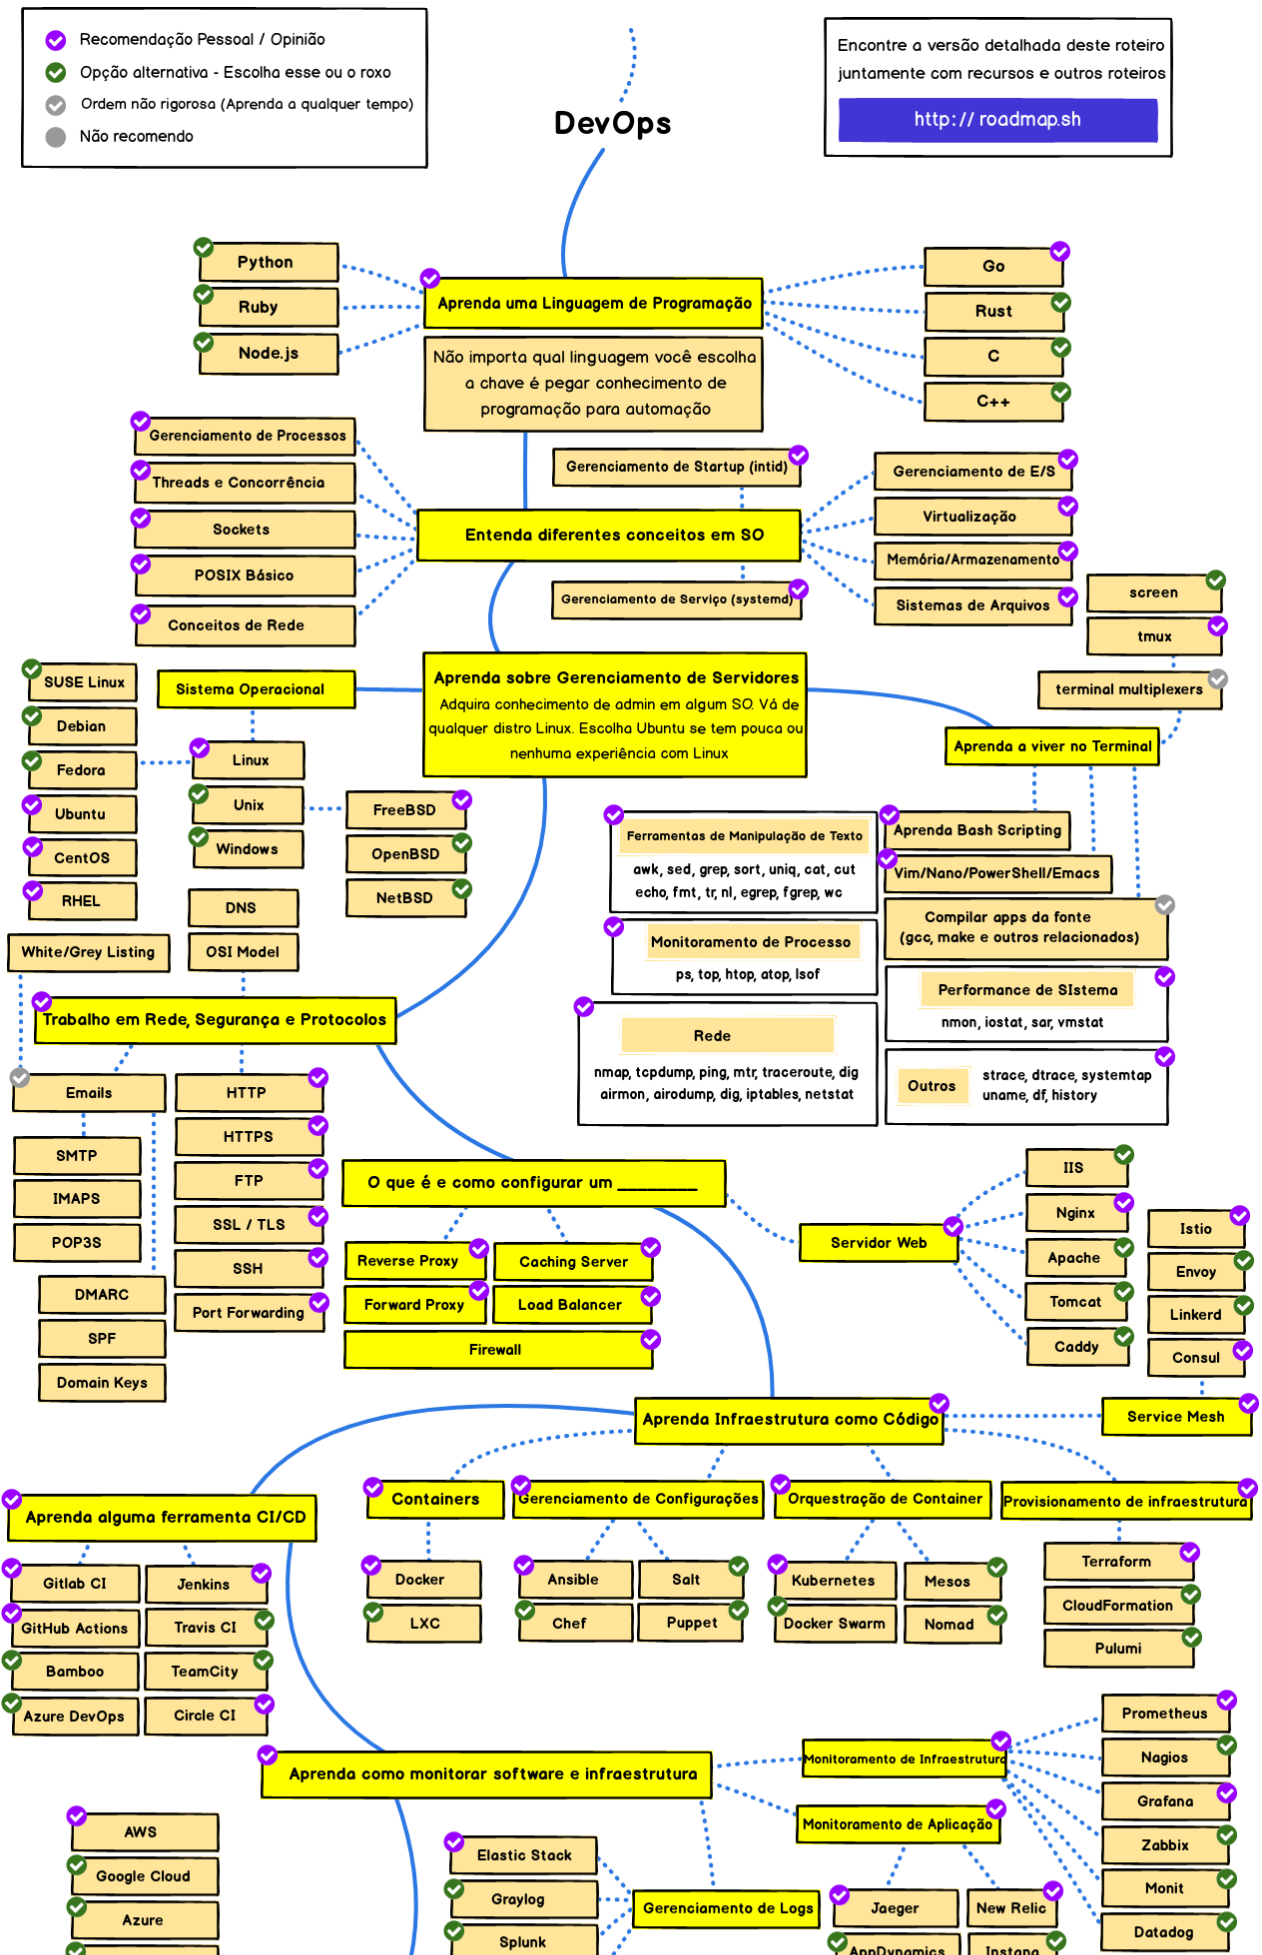 Recomendação Pessoal / Opinião
Opção alternativa - Escolha esse ou o roxo
Ordem não rigorosa (Aprenda a qualquer tempo)
Não recomendo
DevOps
Encontre a versão detalhada deste roteiro
juntamente com recursos e outros roteiros
http:// roadmap.sh
Python
Ruby
Node.js
Aprenda uma Linguagem de Programação
Não importa qual linguagem você escolha
a chave é pegar conhecimento de
programação para automação
Go
Rust
C
C++
Gerenciamento de Processos
Threads e Concorrência
Sockets
POSIX Básico
Conceitos de Rede
Gerenciamento de Startup (intid)
Entenda diferentes conceitos em SO
Gerenciamento de Serviço (systemd)
Gerenciamento de E/S
Virtualização
Memória/Armazenamento
Sistemas de Arquivos
screen
tmux
terminal multiplexers
SUSE Linux
Debian
Fedora
Ubuntu
CentOS
RHEL
Sistema Operacional
Linux
Unix
Windows
FreeBSD
OpenBSD
NetBSD
Aprenda sobre Gerenciamento de Servidores
Adquira conhecimento de admin em algum SO. Vá de
qualquer distro Linux. Escolha Ubuntu se tem pouca ou
nenhuma experiência com Linux
Aprenda a viver no Terminal
Ferramentas de Manipulação de Texto
awk, sed, grep, sort, uniq, cat, cut
echo, fmt, tr, nl, egrep, fgrep, wc
Monitoramento de Processo
ps, top, htop, atop, lsof
Rede
nmap, tcpdump, ping, mtr, traceroute, dig
airmon, airodump, dig, iptables, netstat
Aprenda Bash Scripting
Vim/Nano/PowerShell/Emacs
Compilar apps da fonte
(gcc, make e outros relacionados)
Performance de SIstema
nmon, iostat, sar, vmstat
Outros
strace, dtrace, systemtap
uname, df, history
DNS
OSI Model
White/Grey Listing
Trabalho em Rede, Segurança e Protocolos
Emails
SMTP
IMAPS
POP3S
DMARC
SPF
Domain Keys
HTTP
HTTPS
FTP
SSL / TLS
SSH
Port Forwarding
O que é e como configurar um ________
Reverse Proxy
Caching Server
Forward Proxy
Load Balancer
Firewall
Servidor Web
IIS
Nginx
Apache
Tomcat
Caddy
Istio
Envoy
Linkerd
Consul
Service Mesh
Aprenda Infraestrutura como Código
Containers
Docker
LXC
Gerenciamento de Configurações
Ansible
Salt
Chef
Puppet
Orquestração de Container
Kubernetes
Mesos
Docker Swarm
Nomad
Provisionamento de infraestrutura
Terraform
CloudFormation
Pulumi
Aprenda alguma ferramenta CI/CD
Gitlab CI
Jenkins
GitHub Actions
Travis CI
Bamboo
TeamCity
Azure DevOps
Circle CI
Aprenda como monitorar software e infraestrutura
Monitoramento de Infraestrutura
Prometheus
Nagios
Grafana
Zabbix
Monit
Datadog
Monitoramento de Aplicação
Jaeger
New Relic
AppDynamics
Instana
Gerenciamento de Logs
Elastic Stack
Graylog
Splunk
AWS
Google Cloud
Azure